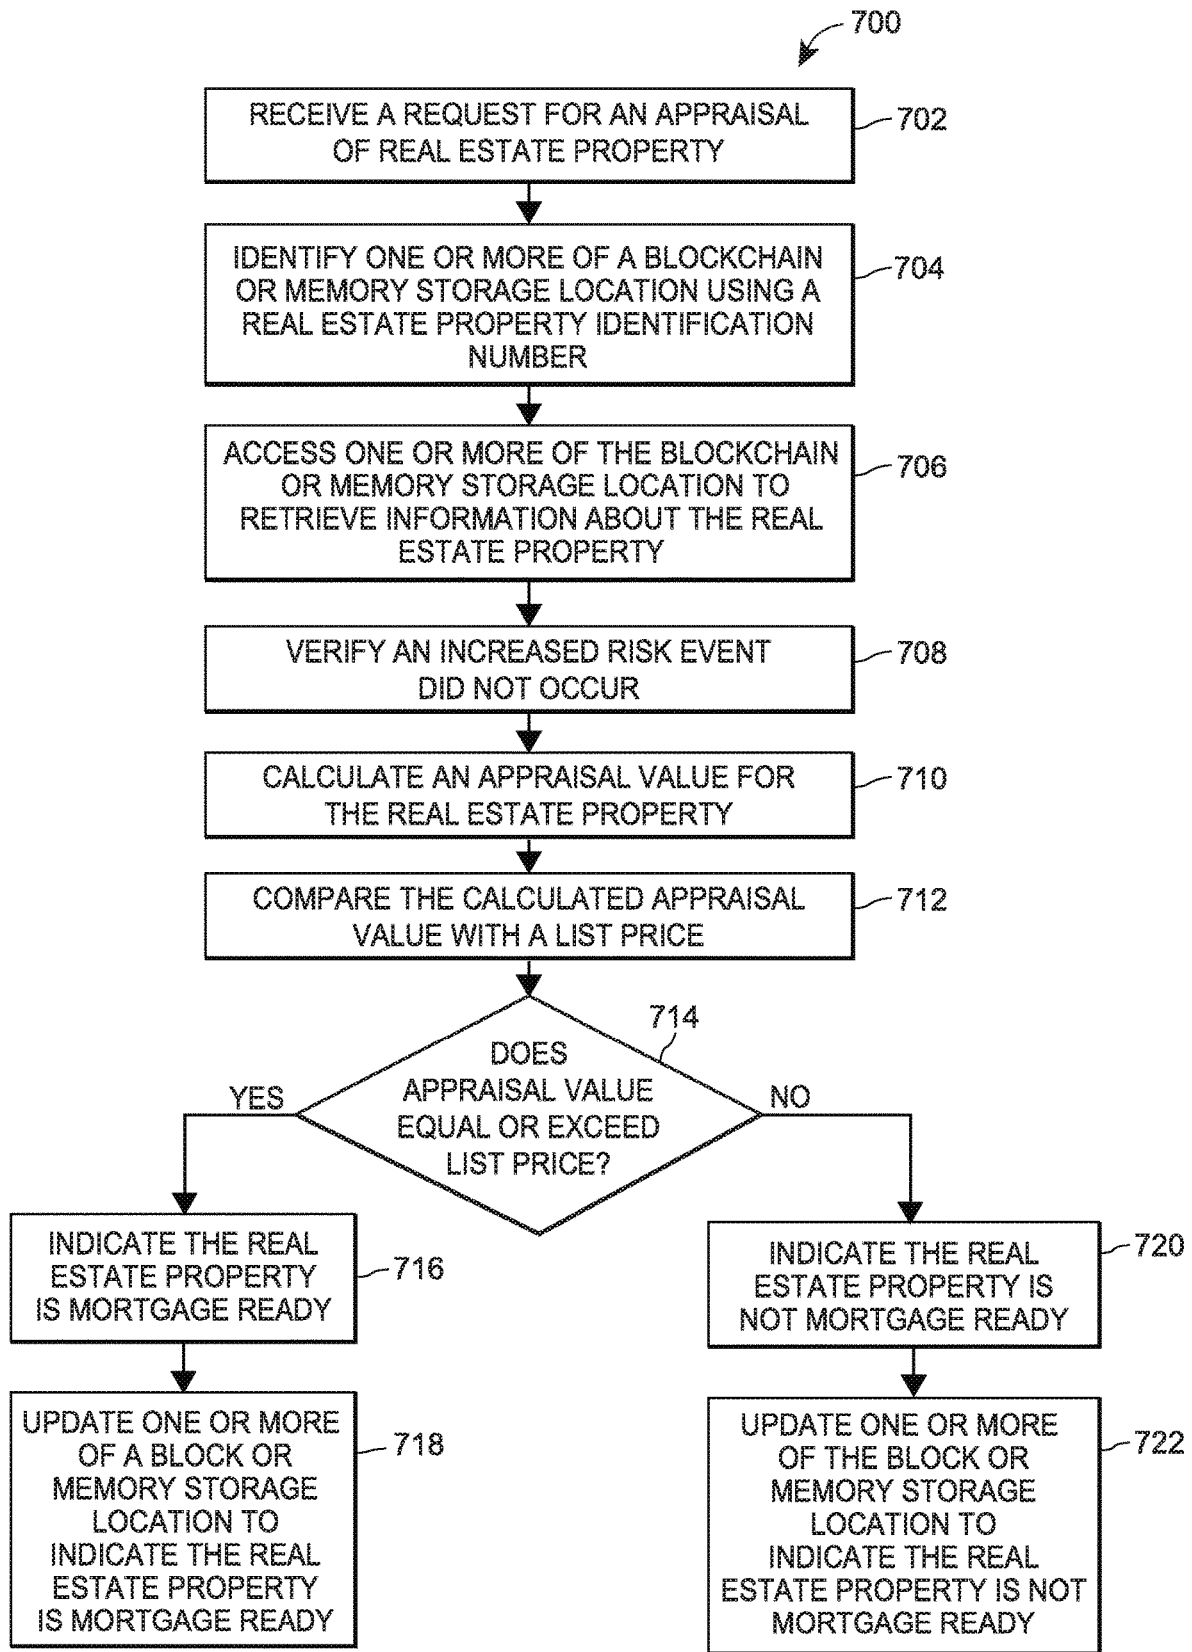 700
RECEIVE A REQUEST FOR AN APPRAISAL
OF REAL ESTATE PROPERTY
702
IDENTIFY ONE OR MORE OF A BLOCKCHAIN
OR MEMORY STORAGE LOCATION USING A
REAL ESTATE PROPERTY IDENTIFICATION
NUMBER
704
ACCESS ONE OR MORE OF THE BLOCKCHAIN
OR MEMORY STORAGE LOCATION TO
RETRIEVE INFORMATION ABOUT THE REAL
ESTATE PROPERTY
706
VERIFY AN INCREASED RISK EVENT
DID NOT OCCUR
708
CALCULATE AN APPRAISAL VALUE FOR
THE REAL ESTATE PROPERTY
710
COMPARE THE CALCULATED APPRAISAL
VALUE WITH A LIST PRICE
712
714
DOES
APPRAISAL VALUE
EQUAL OR EXCEED
LIST PRICE?
YES
NO
INDICATE THE REAL
ESTATE PROPERTY
IS MORTGAGE READY
716
UPDATE ONE OR MORE
OF A BLOCK OR
MEMORY STORAGE
LOCATION TO
INDICATE THE REAL
ESTATE PROPERTY
IS MORTGAGE READY
718
INDICATE THE REAL
ESTATE PROPERTY IS
NOT MORTGAGE READY
720
UPDATE ONE OR MORE
OF THE BLOCK OR
MEMORY STORAGE
LOCATION TO
INDICATE THE REAL
ESTATE PROPERTY IS NOT
MORTGAGE READY
722